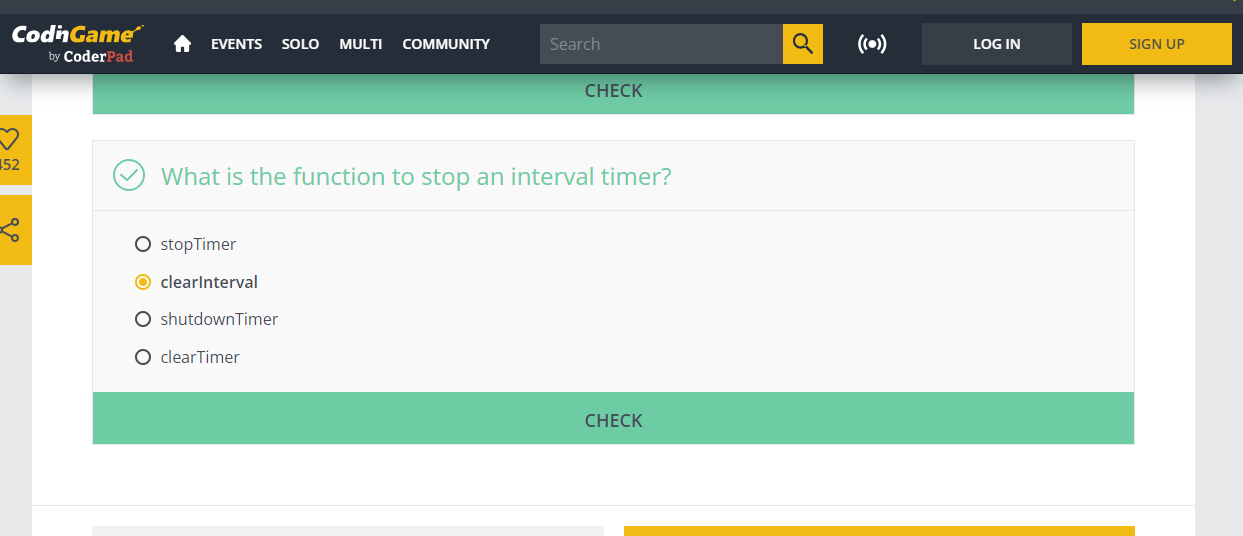 CodinGame
by CoderPad
EVENTS
SOLO
MULTI
COMMUNITY
Search
LOG IN
SIGN UP
CHECK
452
What is the function to stop an interval timer?
stopTimer
clearInterval
shutdownTimer
clearTimer
CHECK